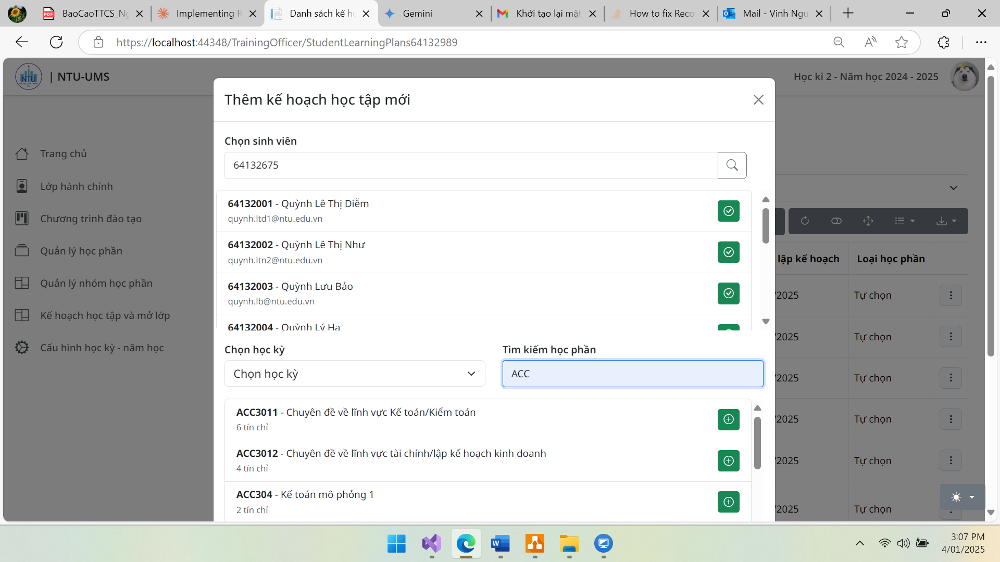 BaoCaoTTCS_Ng
Implementing R
Danh sách kế ho
Gemini
Khởi tạo lại mật
How to fix Reco
Mail - Vinh Ngu
https://localhost:44348/TrainingOfficer/StudentLearningPlans64132989
NTU
| NTU-UMS
Học kì 2 - Năm học 2024 - 2025
Trang chủ
Lớp hành chính
Chương trình đào tạo
Quản lý học phần
Quản lý nhóm học phần
Kế hoạch học tập và mở lớp
Cấu hình học kỳ - năm học
Thêm kế hoạch học tập mới
Chọn sinh viên
64132675
64132001 - Quỳnh Lê Thị Diễm
quynh.ltd1@ntu.edu.vn
64132002 - Quỳnh Lê Thị Như
quynh.ltn2@ntu.edu.vn
64132003 - Quỳnh Lưu Bảo
quynh.lb@ntu.edu.vn
64132004 - Quỳnh Lý Hạ
Chọn học kỳ
Tìm kiếm học phần
Chọn học kỳ
ACC
ACC3011 - Chuyên đề về lĩnh vực Kế toán/Kiểm toán
6 tín chỉ
ACC3012 - Chuyên đề về lĩnh vực tài chính/lập kế hoạch kinh doanh
4 tín chỉ
ACC304 - Kế toán mô phỏng 1
2 tín chỉ
lập kế hoạch
Loại học phần
/2025
Tự chọn
/2025
Tự chọn
/2025
Tự chọn
/2025
Tự chọn
/2025
Tự chọn
/2025
Tự chọn
3:07 PM
4/01/2025